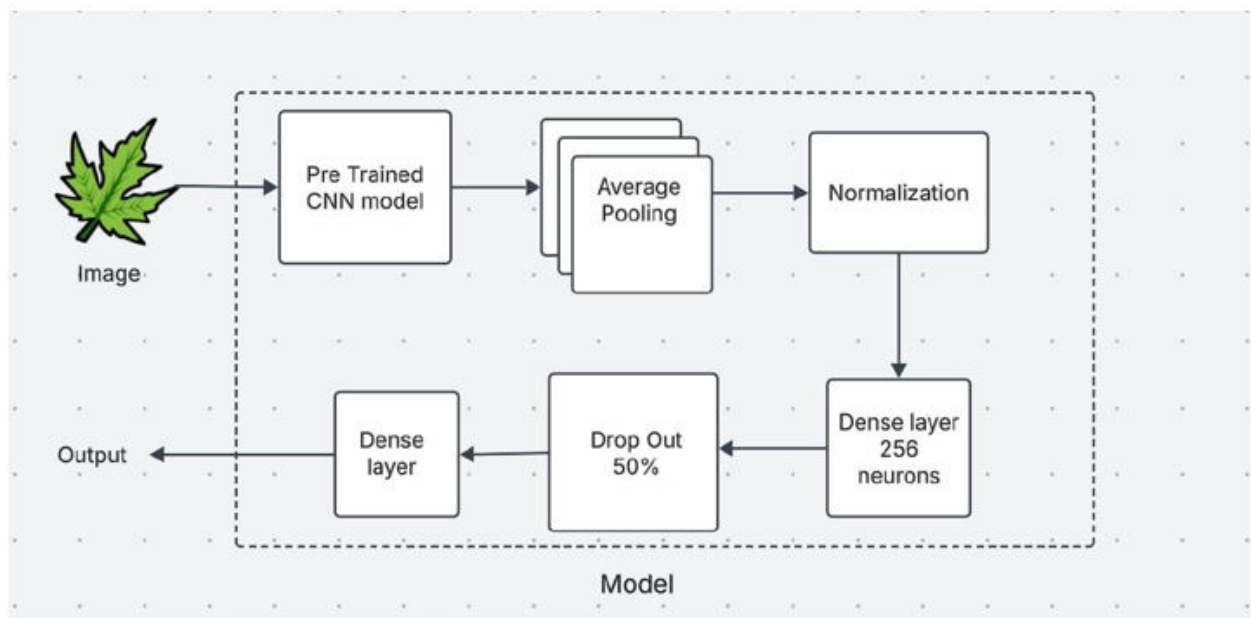 Image
Pre Trained
CNN model
Average
Pooling
Normalization
Dense layer
256
neurons
Drop Out
50%
Dense
layer
Output
Model